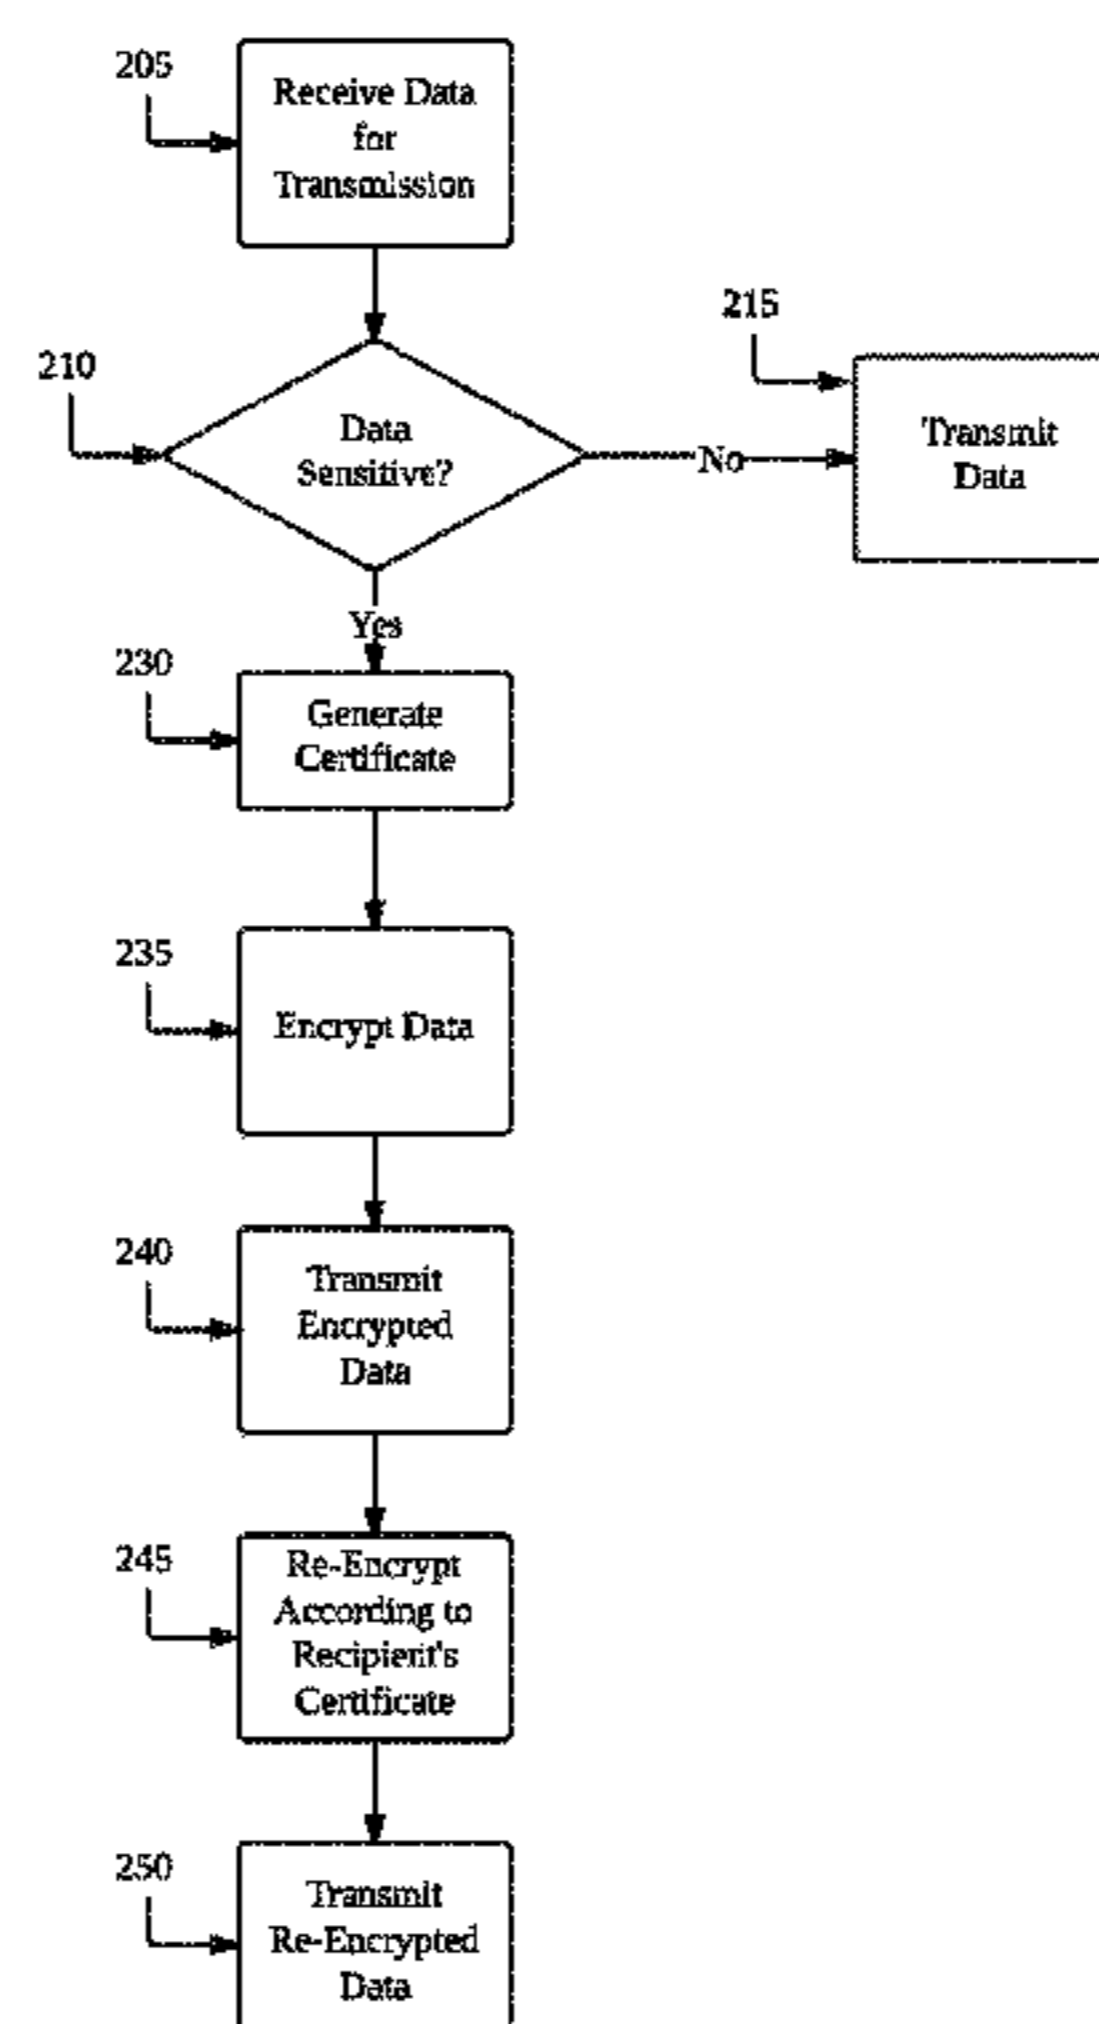 205
Receive Data
for
Transmission
210
Data
Sensitive?
No
215
Transmit
Data
Yes
230
Generate
Certificate
235
Encrypt Data
240
Transmit
Encrypted
Data
245
Re-Encrypt
According to
Recipient's
Certificate
250
Transmit
Re-Encrypted
Data